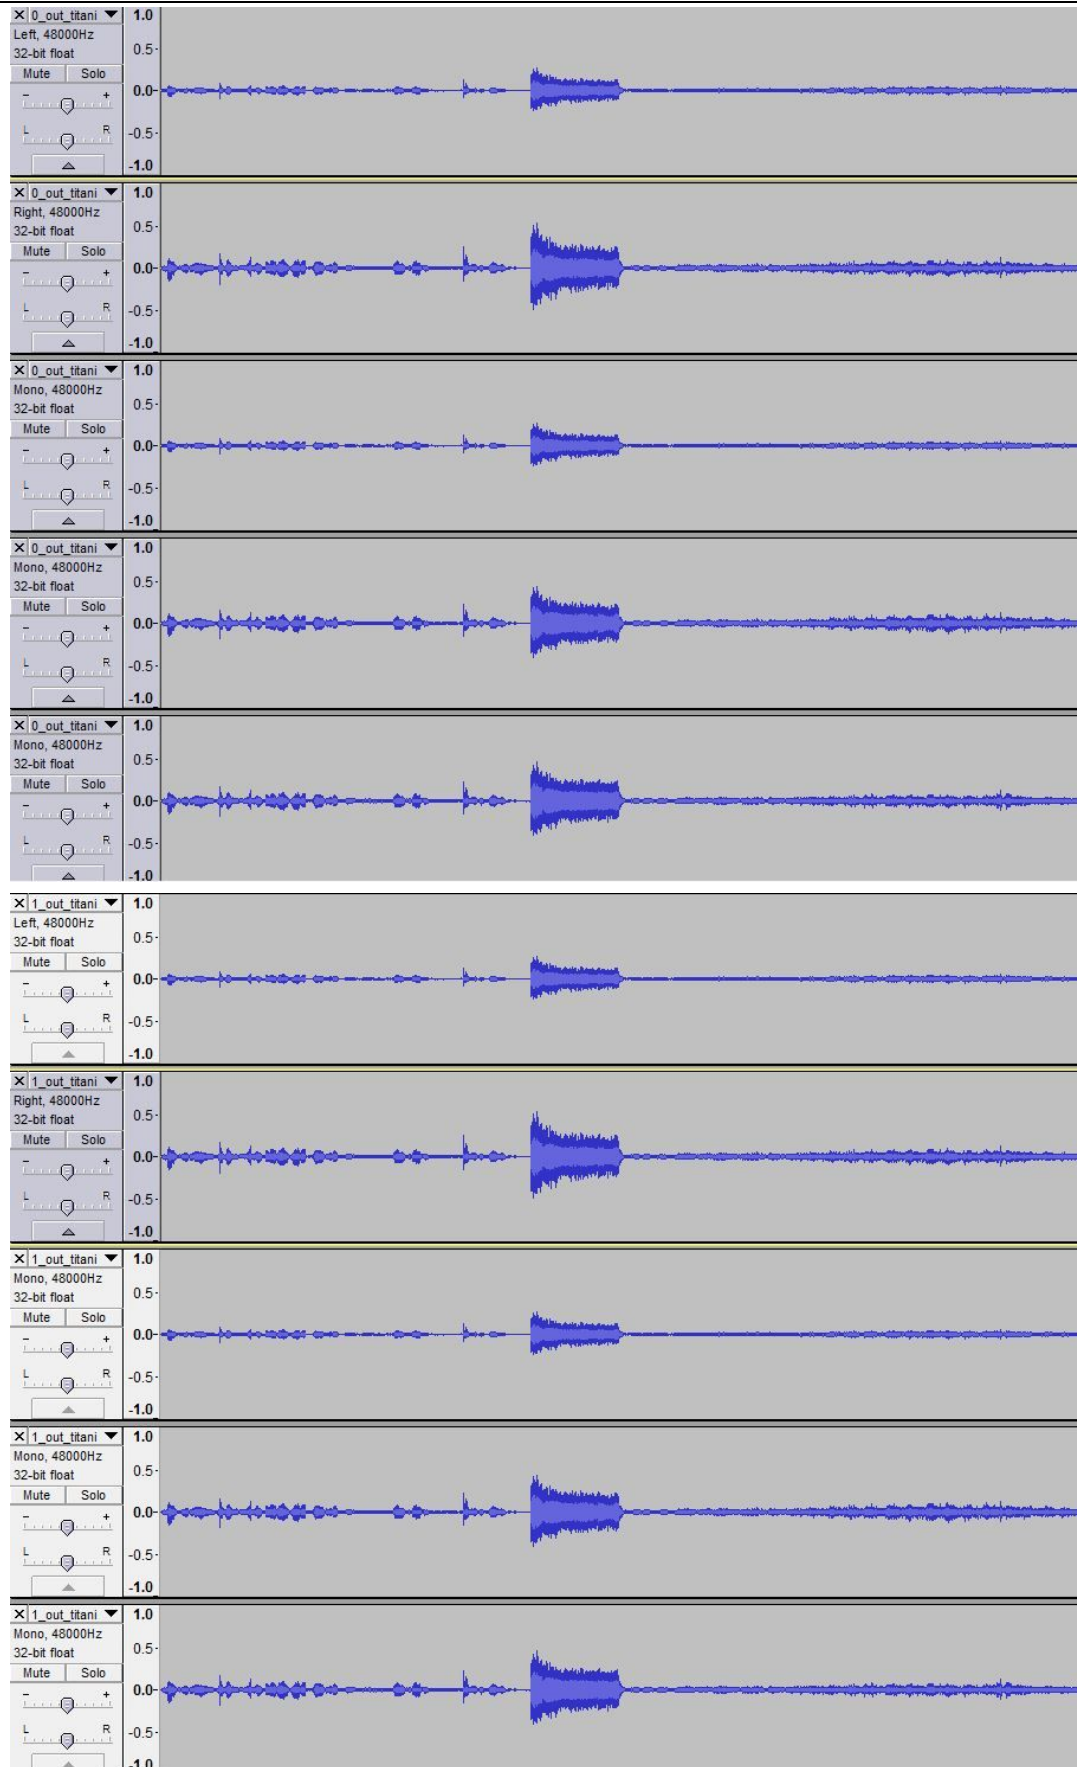 X 0_out_titani ▼ 1.0
Left, 48000Hz
32-bit float 0.5-
Mute Solo
- + 0.0-
L R -0.5-
-1.0
X 0_out_titani ▼ 1.0
Right, 48000Hz
32-bit float 0.5-
Mute Solo
- + 0.0-
L R -0.5-
-1.0
X 0_out_titani ▼ 1.0
Mono, 48000Hz
32-bit float 0.5-
Mute Solo
- + 0.0-
L R -0.5-
-1.0
X 0_out_titani ▼ 1.0
Mono, 48000Hz
32-bit float 0.5-
Mute Solo
- + 0.0-
L R -0.5-
-1.0
X 0_out_titani ▼ 1.0
Mono, 48000Hz
32-bit float 0.5-
Mute Solo
- + 0.0-
L R -0.5-
-1.0
X 1_out_titani ▼ 1.0
Left, 48000Hz
32-bit float 0.5-
Mute Solo
- + 0.0-
L R -0.5-
-1.0
X 1_out_titani ▼ 1.0
Right, 48000Hz
32-bit float 0.5-
Mute Solo
- + 0.0-
L R -0.5-
-1.0
X 1_out_titani ▼ 1.0
Mono, 48000Hz
32-bit float 0.5-
Mute Solo
- + 0.0-
L R -0.5-
-1.0
X 1_out_titani ▼ 1.0
Mono, 48000Hz
32-bit float 0.5-
Mute Solo
- + 0.0-
L R -0.5-
-1.0
X 1_out_titani ▼ 1.0
Mono, 48000Hz
32-bit float 0.5-
Mute Solo
- + 0.0-
L R -0.5-
-1.0